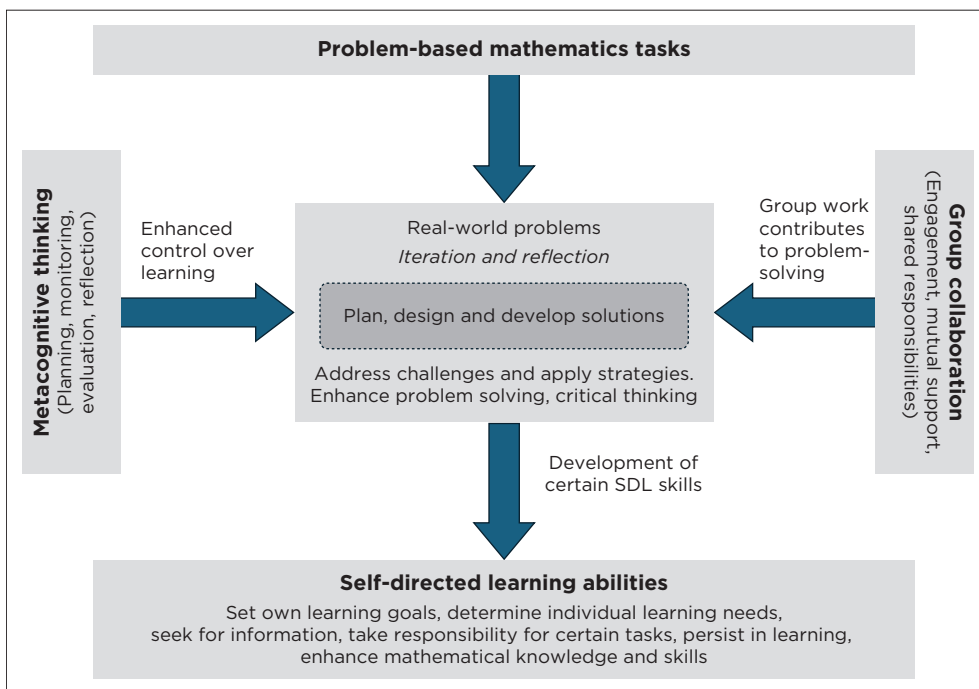 Problem-based mathematics tasks
Metacognitive thinking
(Planning, monitoring,
evaluation, reflection)
Enhanced
control over
learning
Real-world problems
Iteration and reflection
Plan, design and develop solutions
Address challenges and apply strategies.
Enhance problem solving, critical thinking
Group work
contributes
to problem-
solving
Group collaboration
(Engagement, mutual support,
shared responsibilities)
Development of
certain SDL skills
Self-directed learning abilities
Set own learning goals, determine individual learning needs,
seek for information, take responsibility for certain tasks, persist in learning,
enhance mathematical knowledge and skills